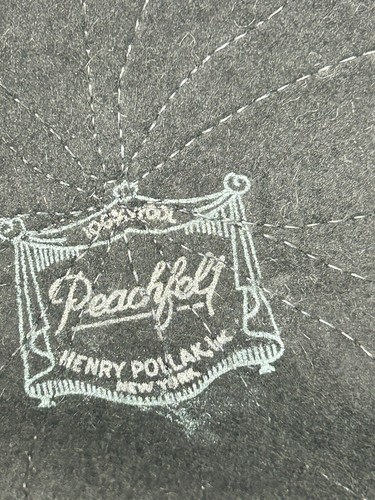 100% WOOL
Peachfelt
HENRY POLLAK, Inc.
NEW YORK